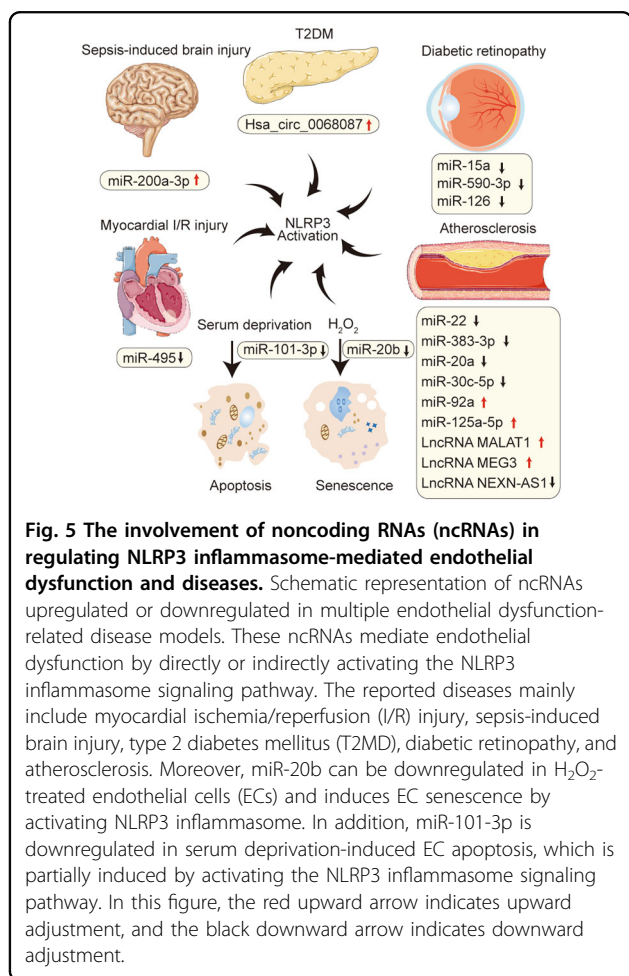 T2DM
Sepsis-induced brain injury
Diabetic retinopathy
Hsa_circ_0068087 ↑
miR-200a-3p ↑
miR-15a ↓
miR-590-3p ↓
miR-126 ↓
Myocardial I/R injury
NLRP3
Activation
Atherosclerosis
miR-495↓
Serum deprivation
H₂O₂
miR-101-3p↓
miR-20b↓
Apoptosis
Senescence
miR-22 ↓
miR-383-3p ↓
miR-20a ↓
miR-30c-5p ↓
miR-92a ↑
miR-125a-5p ↑
LncRNA MALAT1 ↑
LncRNA MEG3 ↑
LncRNA NEXN-AS1↓
Fig. 5 The involvement of noncoding RNAs (ncRNAs) in
regulating NLRP3 inflammasome-mediated endothelial
dysfunction and diseases. Schematic representation of ncRNAs
upregulated or downregulated in multiple endothelial dysfunction-
related disease models. These ncRNAs mediate endothelial
dysfunction by directly or indirectly activating the NLRP3
inflammasome signaling pathway. The reported diseases mainly
include myocardial ischemia/reperfusion (I/R) injury, sepsis-induced
brain injury, type 2 diabetes mellitus (T2MD), diabetic retinopathy, and
atherosclerosis. Moreover, miR-20b can be downregulated in H₂O₂-
treated endothelial cells (ECs) and induces EC senescence by
activating NLRP3 inflammasome. In addition, miR-101-3p is
downregulated in serum deprivation-induced EC apoptosis, which is
partially induced by activating the NLRP3 inflammasome signaling
pathway. In this figure, the red upward arrow indicates upward
adjustment, and the black downward arrow indicates downward
adjustment.